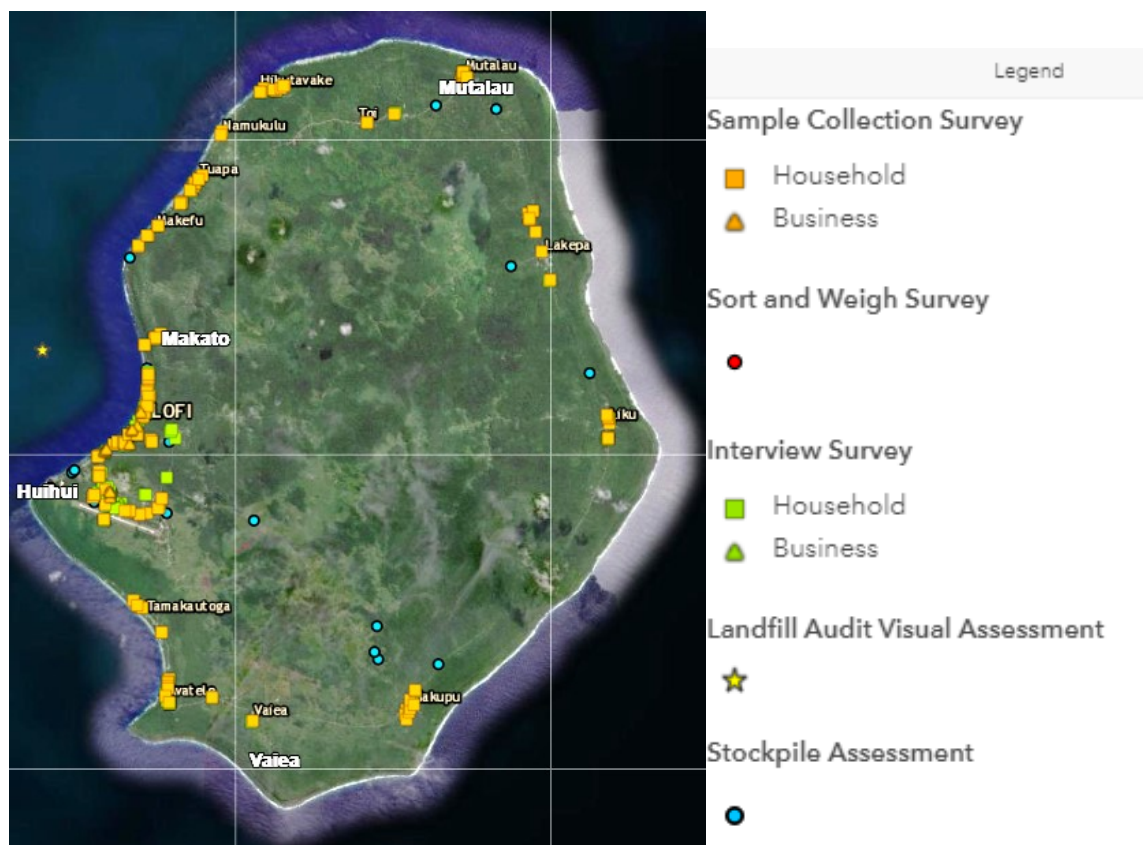 Mutalau
Hikutavake
Mutalau
Toi
Namukulu
Tuapa
Makefu
Lakepa
Makato
LOFI
Liku
Huihui
Tamakautoga
Vaiea
Vaiea
Legend
Sample Collection Survey
Household
Business
Sort and Weigh Survey
Interview Survey
Household
Business
Landfill Audit Visual Assessment
Stockpile Assessment